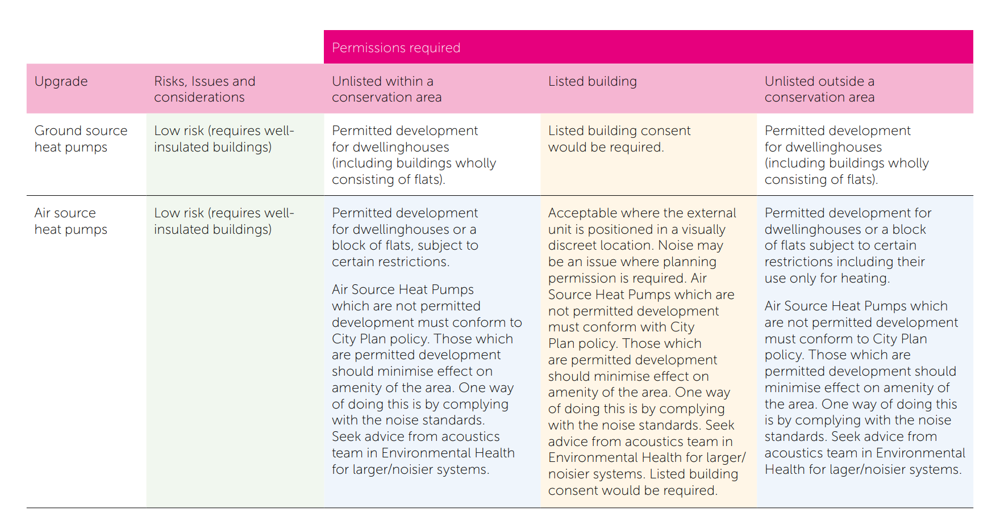 Permissions required
Upgrade
Risks, Issues and
considerations
Unlisted within a
conservation area
Listed building
Unlisted outside a
conservation area
Ground source
heat pumps
Low risk (requires well-
insulated buildings)
Permitted development
for dwellinghouses
(including buildings wholly
consisting of flats).
Listed building consent
would be required.
Permitted development
for dwellinghouses
(including buildings wholly
consisting of flats).
Air source
heat pumps
Low risk (requires well-
insulated buildings)
Permitted development
for dwellinghouses or a
block of flats, subject to
certain restrictions.
Air Source Heat Pumps
which are not permitted
development must conform to
City Plan policy. Those which
are permitted development
should minimise effect on
amenity of the area. One way
of doing this is by complying
with the noise standards.
Seek advice from acoustics
team in Environmental Health
for larger/noisier systems.
Acceptable where the external
unit is positioned in a visually
discreet location. Noise may
be an issue where planning
permission is required. Air
Source Heat Pumps which are
not permitted development
must conform with City
Plan policy. Those which
are permitted development
should minimise effect on
amenity of the area. One way
of doing this is by complying
with the noise standards. Seek
advice from acoustics team in
Environmental Health for larger/
noisier systems. Listed building
consent would be required.
Permitted development for
dwellinghouses or a block
of flats subject to certain
restrictions including their
use only for heating.
Air Source Heat Pumps which
are not permitted development
must conform to City Plan
policy. Those which are
permitted development should
minimise effect on amenity of
the area. One way of doing this
is by complying with the noise
standards. Seek advice from
acoustics team in Environmental
Health for lager/noisier systems.